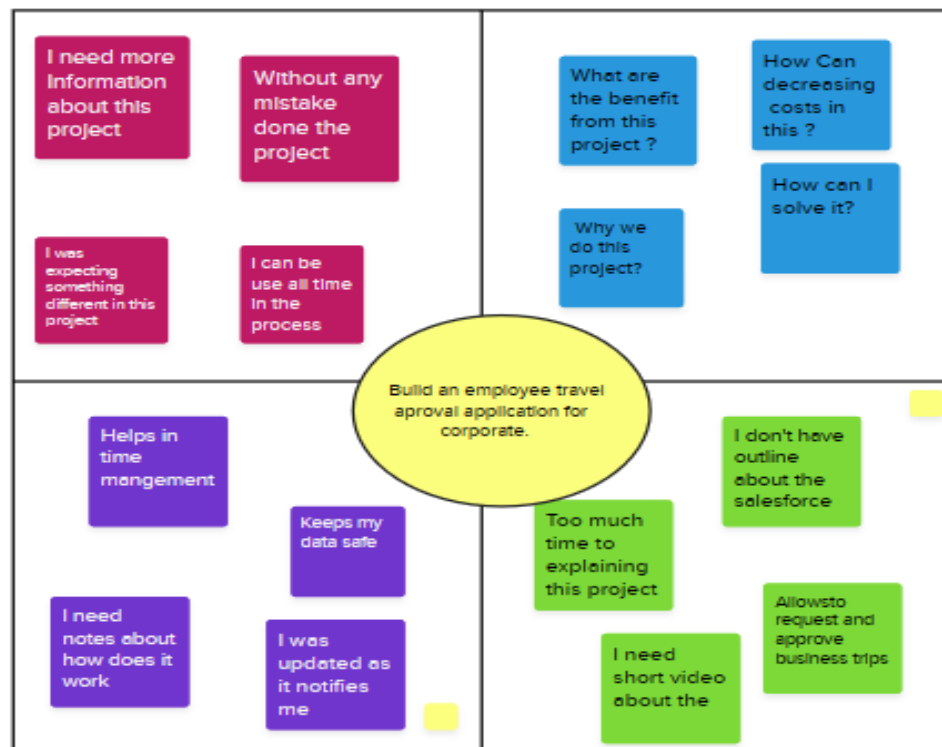 I need more
Information
about this
project
Without any
mistake
done the
project
I was
expecting
something
different in this
project
I can be
use all time
in the
process
What are
the benefit
from this
project ?
How Can
decreasing
costs in
this ?
Why we
do this
project?
How can I
solve it?
Build an employee travel
aproval application for
corporate.
Helps in
time
mangement
Keeps my
data safe
I need
notes about
how does it
work
I was
updated as
it notifies
me
I don't have
outline
about the
salesforce
Too much
time to
explaining
this project
Allowsto
request and
approve
business trips
I need
short video
about the